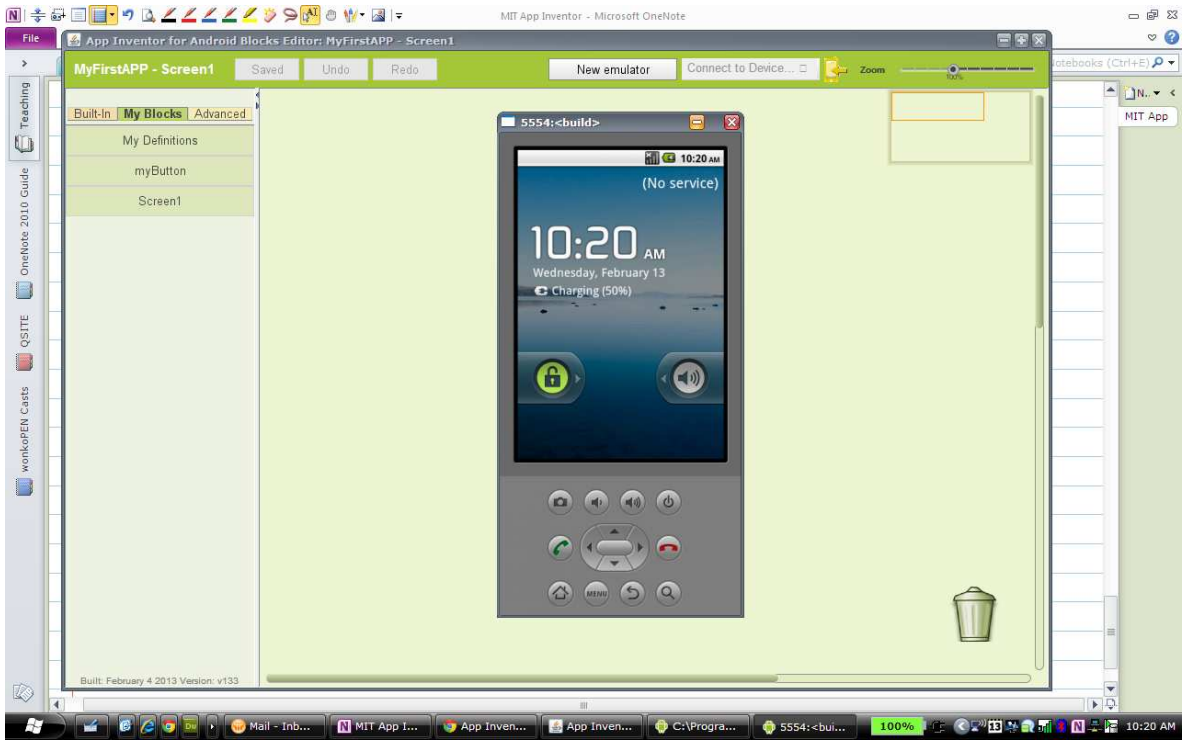 MIT App Inventor - Microsoft OneNote
File
App Inventor for Android Blocks Editor: MyFirstAPP - Screen1
MyFirstAPP - Screen1
Saved
Undo
Redo
New emulator
Connect to Device...
Zoom
100%
Notebooks (Ctrl+E)
N..
MIT App
Teaching
OneNote 2010 Guide
QSITE
wonkoPEN Casts
Built-In
My Blocks
Advanced
My Definitions
myButton
Screen1
5554:<build>
10:20 AM
(No service)
10:20 AM
Wednesday, February 13
Charging (50%)
MENU
Built: February 4 2013 Version: v133
Dw
Mail - Inb...
MIT App I...
App Inven...
App Inven...
C:\Progra...
5554:<bui...
100%
13
10:20 AM